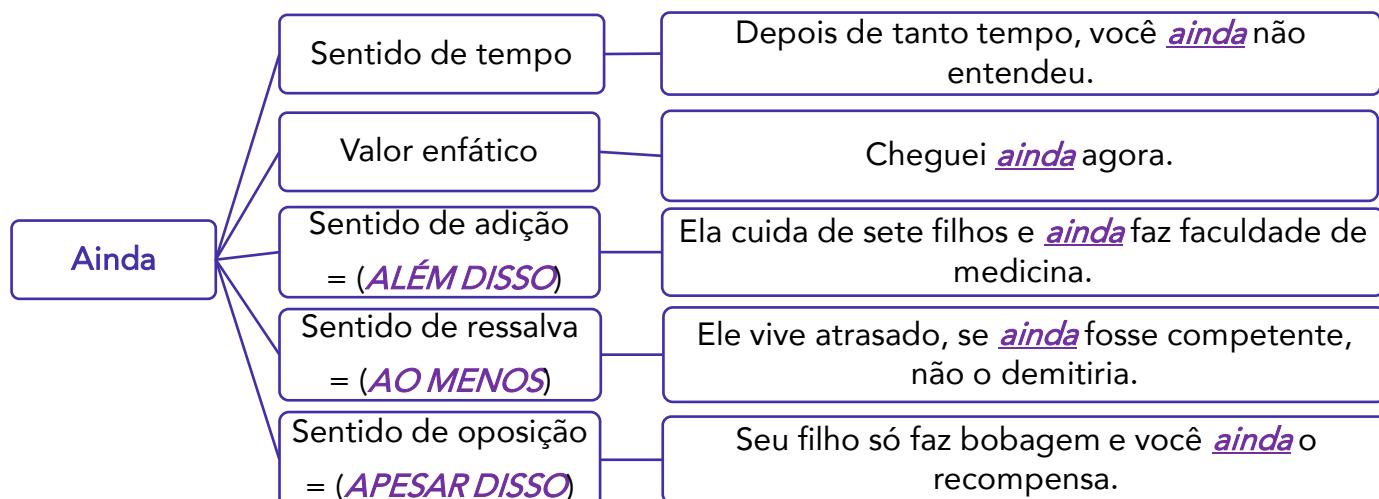 Ainda
Sentido de tempo
Depois de tanto tempo, você ainda não
entendeu.
Valor enfático
Cheguei ainda agora.
Sentido de adição
= (ALÉM DISSO)
Ela cuida de sete filhos e ainda faz faculdade de
medicina.
Sentido de ressalva
= (AO MENOS)
Ele vive atrasado, se ainda fosse competente,
não o demitiria.
Sentido de oposição
= (APESAR DISSO)
Seu filho só faz bobagem e você ainda o
recompensa.